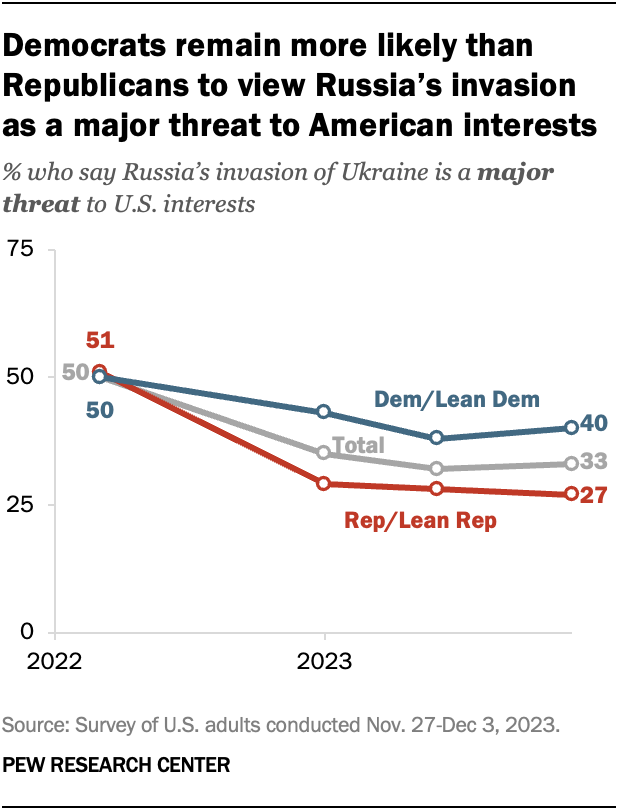 Democrats remain more likely than
Republicans to view Russia’s invasion
as a major threat to American interests
% who say Russia’s invasion of Ukraine is a major
threat to U.S. interests
75
51
50 50
50
Dem/Lean Dem
40
Total
33
25
27
Rep/Lean Rep
0
2022 2023
Source: Survey of U.S. adults conducted Nov. 27-Dec 3, 2023.
PEW RESEARCH CENTER